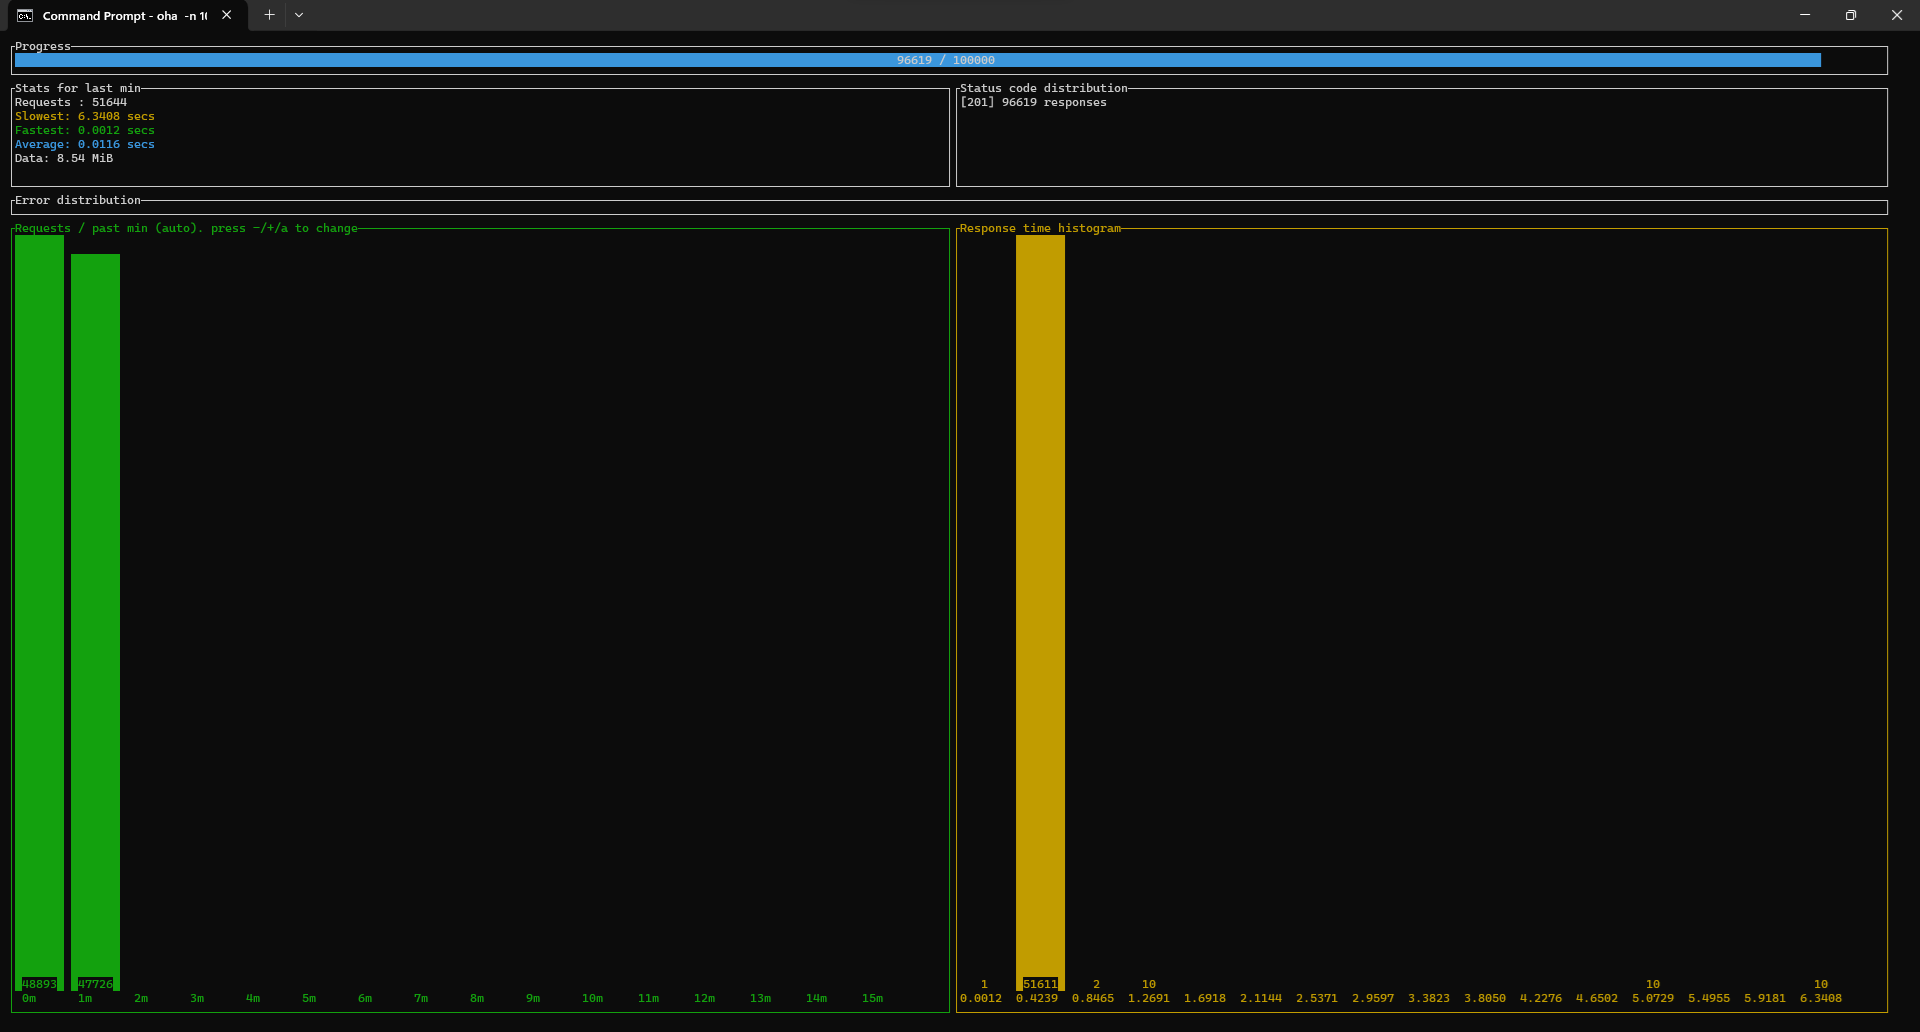 Command Prompt - oha -n 10
Progress
96619 / 100000
Stats for last min
Requests : 51644
Slowest: 6.3408 secs
Fastest: 0.0012 secs
Average: 0.0116 secs
Data: 8.54 MiB
Status code distribution
[201] 96619 responses
Error distribution
Requests / past min (auto). press -/+/a to change
48893 47726
0m 1m 2m 3m 4m 5m 6m 7m 8m 9m 10m 11m 12m 13m 14m 15m
Response time histogram
1 51611 2 10 10 10
0.0012 0.4239 0.8465 1.2691 1.6918 2.1144 2.5371 2.9597 3.3823 3.8050 4.2276 4.6502 5.0729 5.4955 5.9181 6.3408